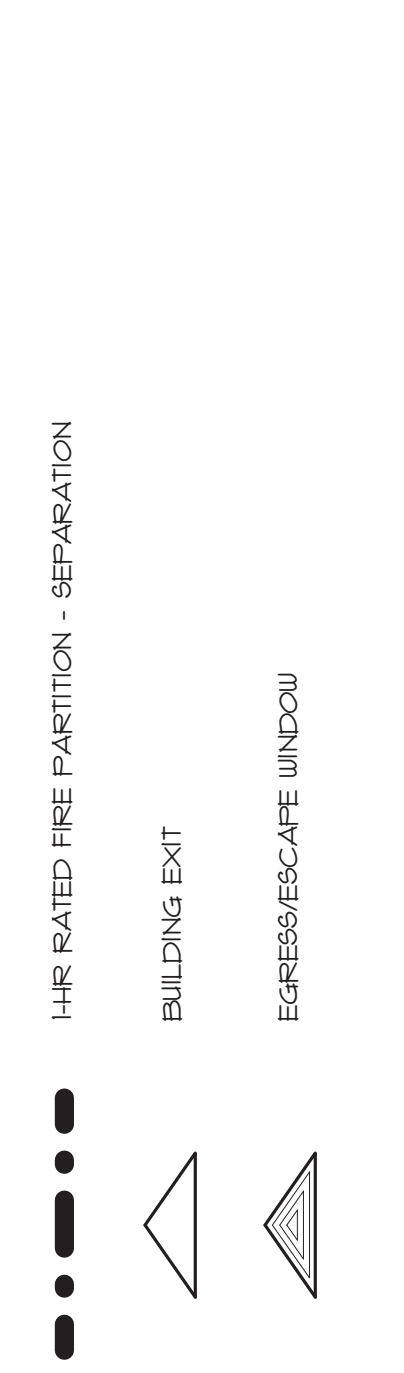 1-HR RATED FIRE PARTITION - SEPARATION
BUILDING EXIT
EGRESS/ESCAPE WINDOW